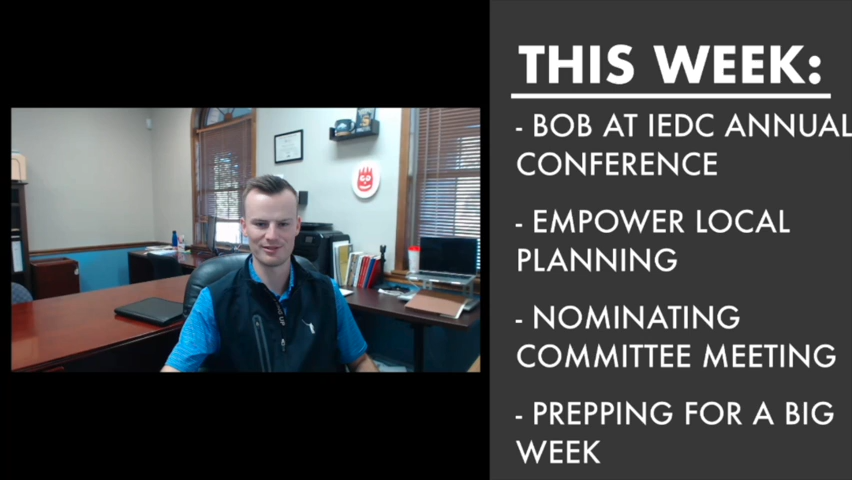 THIS WEEK:
- BOB AT IEDC ANNUAL
CONFERENCE
- EMPOWER LOCAL
PLANNING
- NOMINATING
COMMITTEE MEETING
- PREPPING FOR A BIG
WEEK